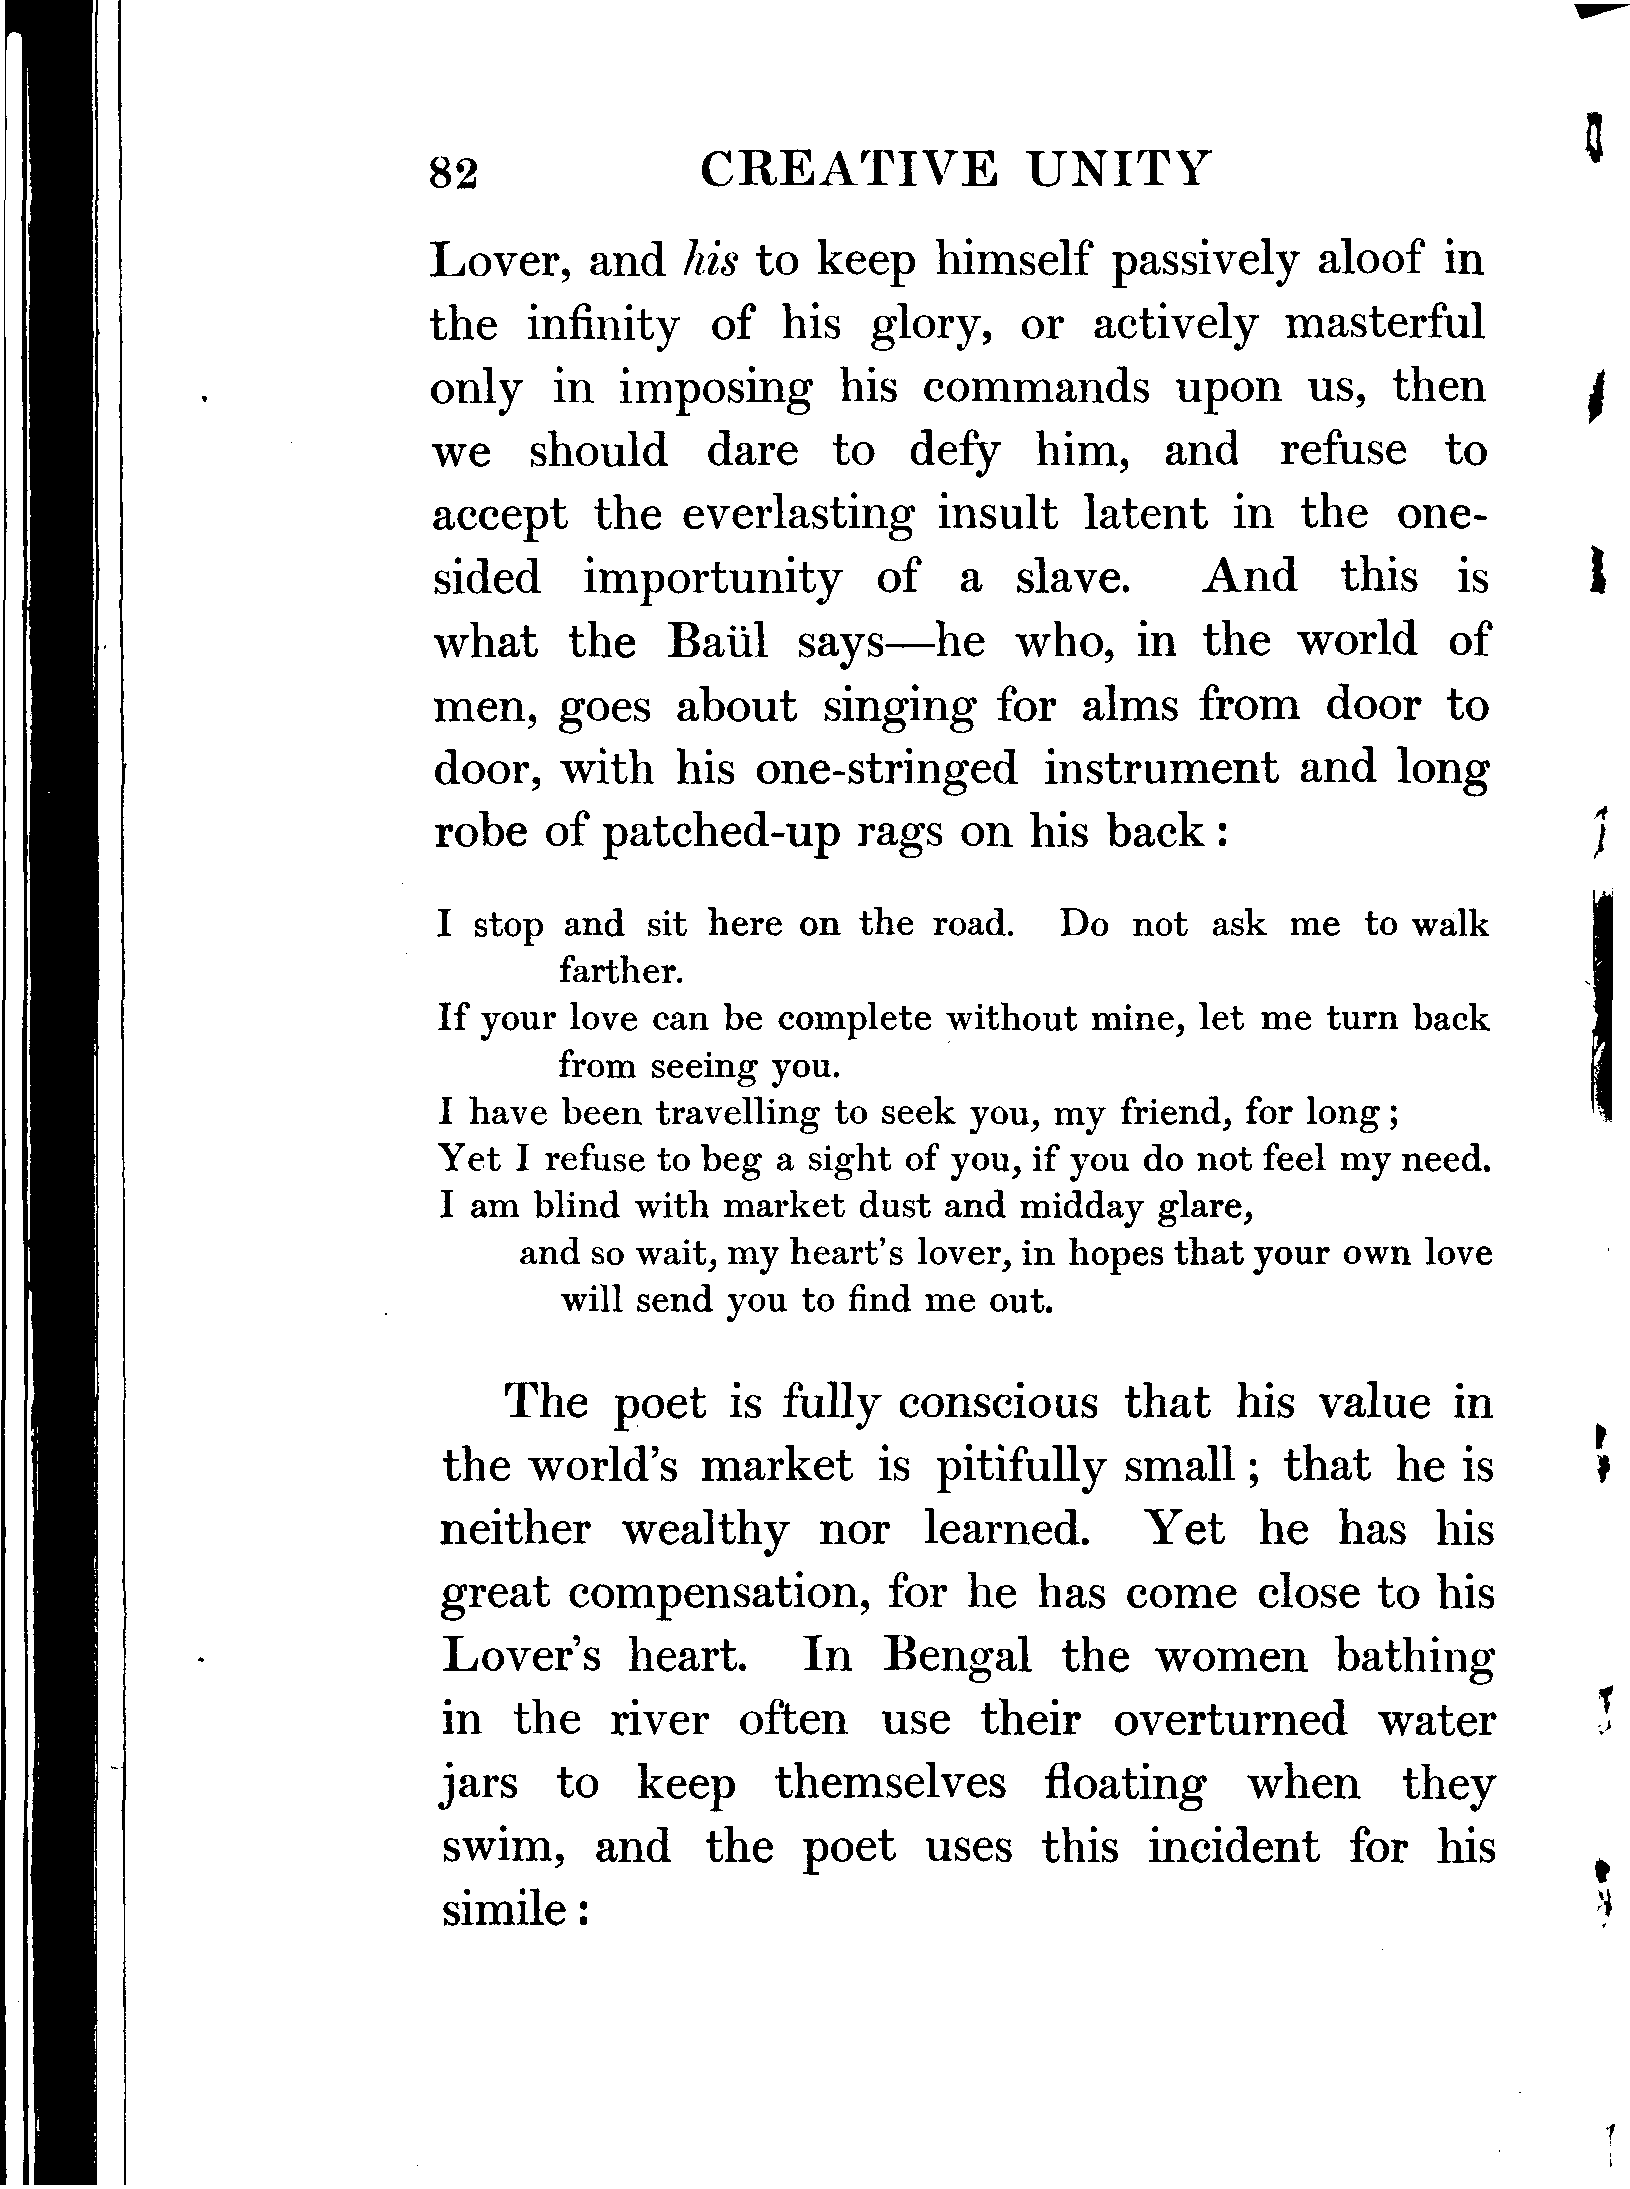 82 CREATIVE UNITY
Lover, and his to keep himself passively aloof in
the infinity of his glory, or actively masterful
only in imposing his commands upon us, then
we should dare to defy him, and refuse to
accept the everlasting insult latent in the one-
sided importunity of a slave. And this is
what the Baül says—he who, in the world of
men, goes about singing for alms from door to
door, with his one-stringed instrument and long
robe of patched-up rags on his back :
I stop and sit here on the road. Do not ask me to walk
farther.
If your love can be complete without mine, let me turn back
from seeing you.
I have been travelling to seek you, my friend, for long ;
Yet I refuse to beg a sight of you, if you do not feel my need.
I am blind with market dust and midday glare,
and so wait, my heart's lover, in hopes that your own love
will send you to find me out.
The poet is fully conscious that his value in
the world's market is pitifully small ; that he is
neither wealthy nor learned. Yet he has his
great compensation, for he has come close to his
Lover's heart. In Bengal the women bathing
in the river often use their overturned water
jars to keep themselves floating when they
swim, and the poet uses this incident for his
simile :